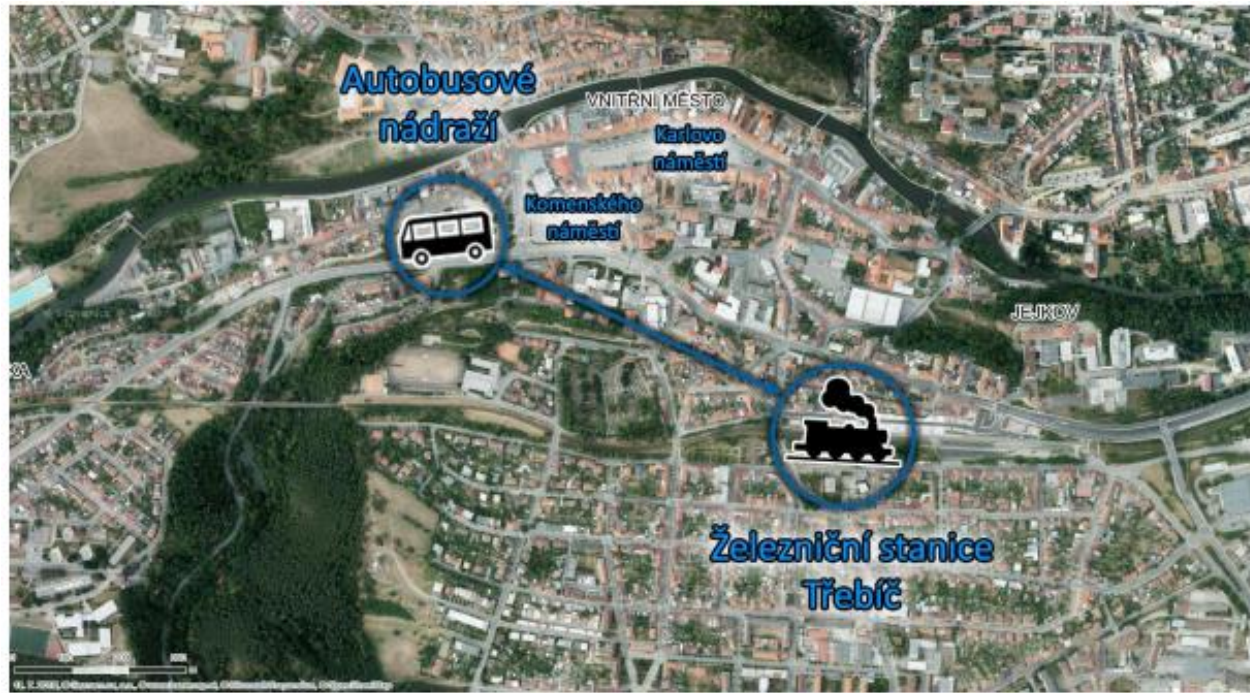 Autobusové
nádraží
VNITŘNÍ MĚSTO
Karlovo
náměstí
Komenského
náměstí
JEJKOV
Železniční stanice
Třebíč